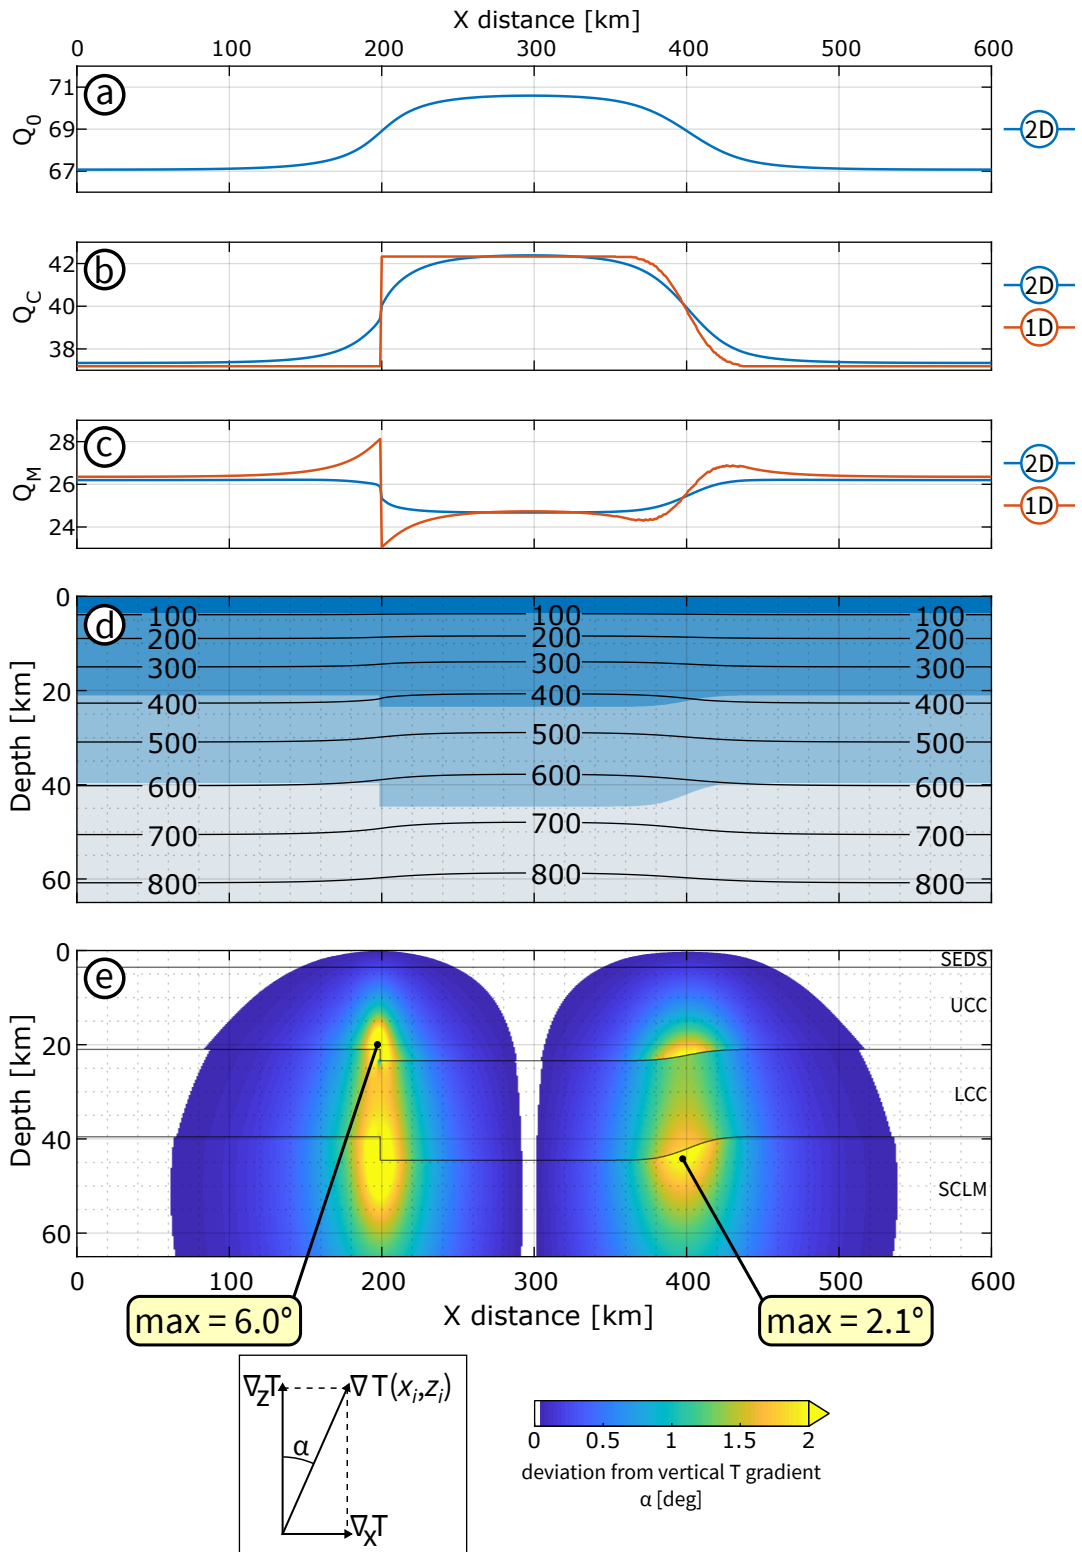 X distance [km]
0 100 200 300 400 500 600
a
Q0
71
69
67
2D
b
QC
42
40
38
2D
1D
c
QM
28
26
24
2D
1D
d
Depth [km]
0
20
40
60
100 100 100
200 200 200
300 300 300
400 400 400
500 500 500
600 600 600
700 700 700
800 800 800
e
Depth [km]
0
20
40
60
SEDS
UCC
LCC
SCLM
0 100 200 300 400 500 600
X distance [km]
max = 6.0°
max = 2.1°
∇zT
∇T(xi,zi)
α
∇xT
0 0.5 1 1.5 2
deviation from vertical T gradient
α [deg]